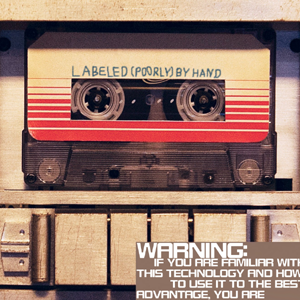 LABELED (POORLY) BY HAND
WARNING:
IF YOU ARE FAMILIAR WITH
THIS TECHNOLOGY AND HOW
TO USE IT TO THE BEST
ADVANTAGE, YOU ARE